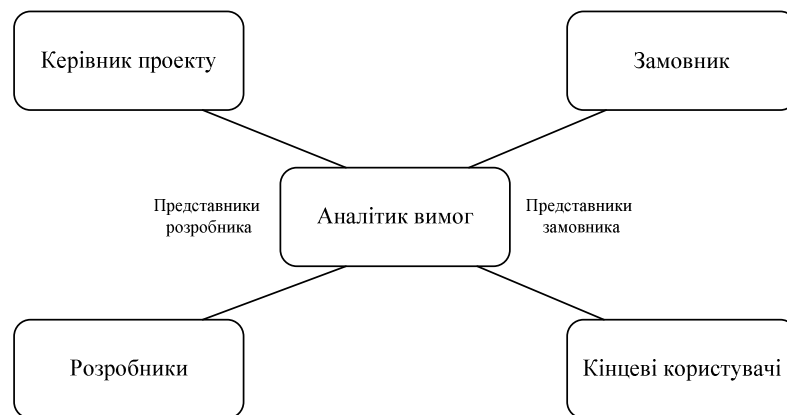 Керівник проекту
Замовник
Представники
розробника
Аналітик вимог
Представники
замовника
Розробники
Кінцеві користувачі